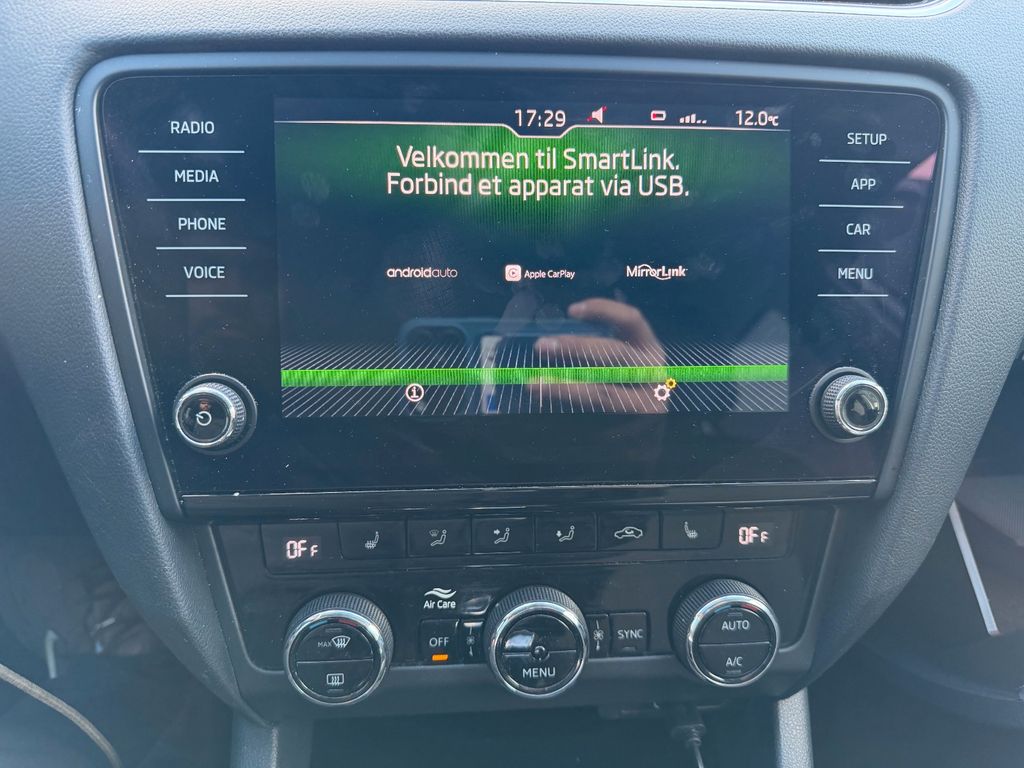 17:29
12.0°C
RADIO
MEDIA
PHONE
VOICE
Velkommen til SmartLink.
Forbind et apparat via USB.
androidauto
Apple CarPlay
MirrorLink
SETUP
APP
CAR
MENU
OFF
OFF
Air Care
MAX
OFF
MENU
SYNC
AUTO
A/C